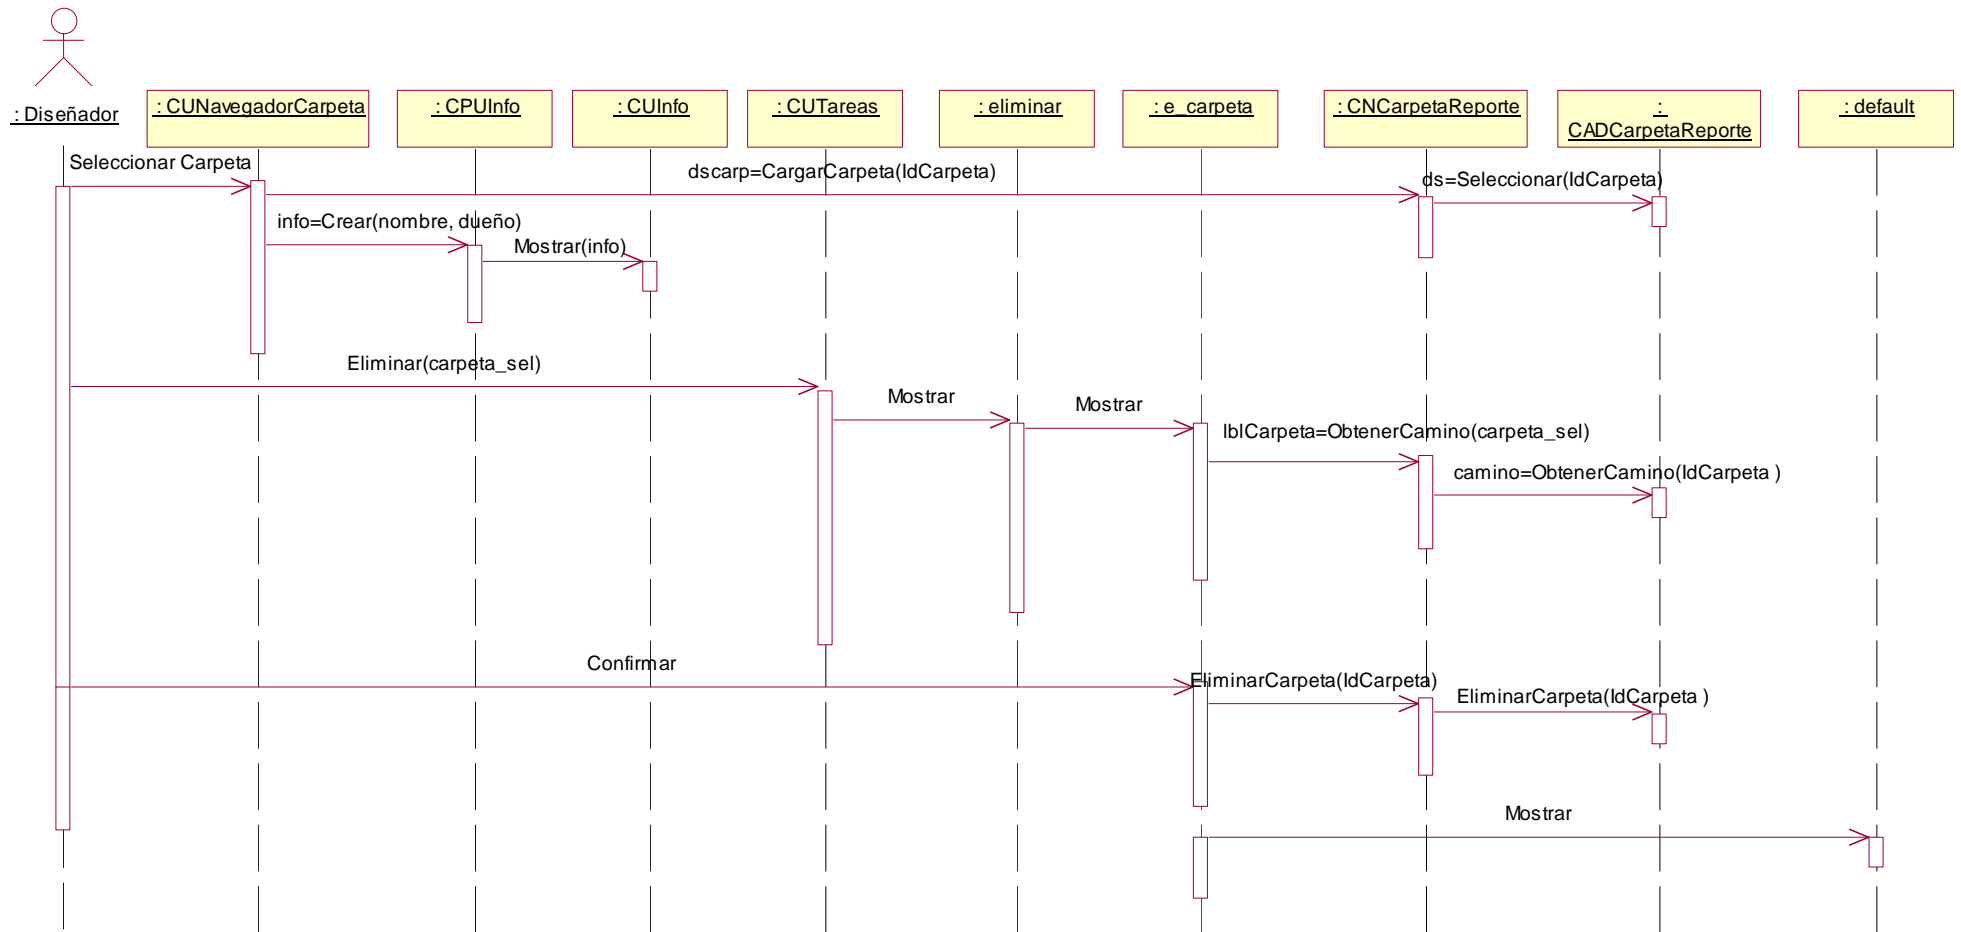 : Diseñador
: CUNavegadorCarpeta
: CPUInfo
: CUInfo
: CUTareas
: eliminar
: e_carpeta
: CNCarpetaReporte
:
CADCarpetaReporte
: default
Seleccionar Carpeta
dscarp=CargarCarpeta(IdCarpeta)
ds=Seleccionar(IdCarpeta)
info=Crear(nombre, dueño)
Mostrar(info)
Eliminar(carpeta_sel)
Mostrar
Mostrar
lblCarpeta=ObtenerCamino(carpeta_sel)
camino=ObtenerCamino(IdCarpeta )
Confirmar
EliminarCarpeta(IdCarpeta)
EliminarCarpeta(IdCarpeta )
Mostrar